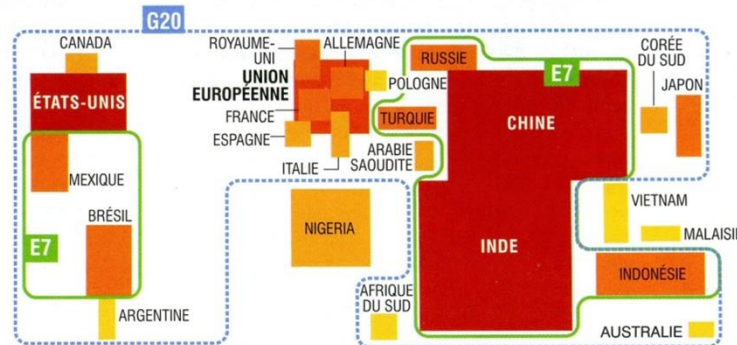 G20
CANADA
ÉTATS-UNIS
MEXIQUE
BRÉSIL
E7
ARGENTINE
ROYAUME-
UNI
ALLEMAGNE
UNION
EUROPÉENNE
POLOGNE
FRANCE
ESPAGNE
ITALIE
RUSSIE
TURQUIE
ARABIE
SAOUDITE
E7
CHINE
INDE
CORÉE
DU SUD
JAPON
VIETNAM
MALAISIE
INDONÉSIE
NIGERIA
AFRIQUE
DU SUD
AUSTRALIE